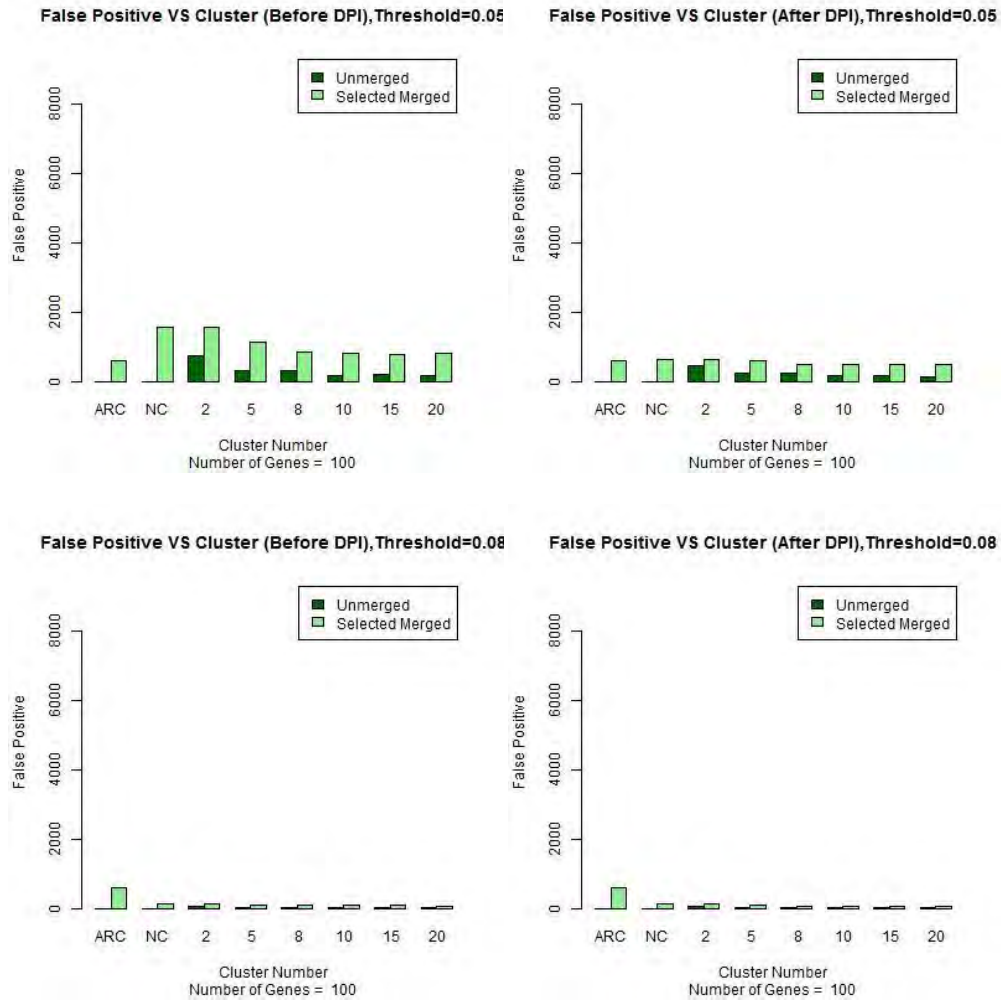 False Positive VS Cluster (Before DPI),Threshold=0.05
Unmerged
Selected Merged
8000
6000
4000
2000
0
False Positive
ARC NC 2 5 8 10 15 20
Cluster Number
Number of Genes = 100
False Positive VS Cluster (After DPI),Threshold=0.05
Unmerged
Selected Merged
8000
6000
4000
2000
0
False Positive
ARC NC 2 5 8 10 15 20
Cluster Number
Number of Genes = 100
False Positive VS Cluster (Before DPI),Threshold=0.08
Unmerged
Selected Merged
8000
6000
4000
2000
0
False Positive
ARC NC 2 5 8 10 15 20
Cluster Number
Number of Genes = 100
False Positive VS Cluster (After DPI),Threshold=0.08
Unmerged
Selected Merged
8000
6000
4000
2000
0
False Positive
ARC NC 2 5 8 10 15 20
Cluster Number
Number of Genes = 100